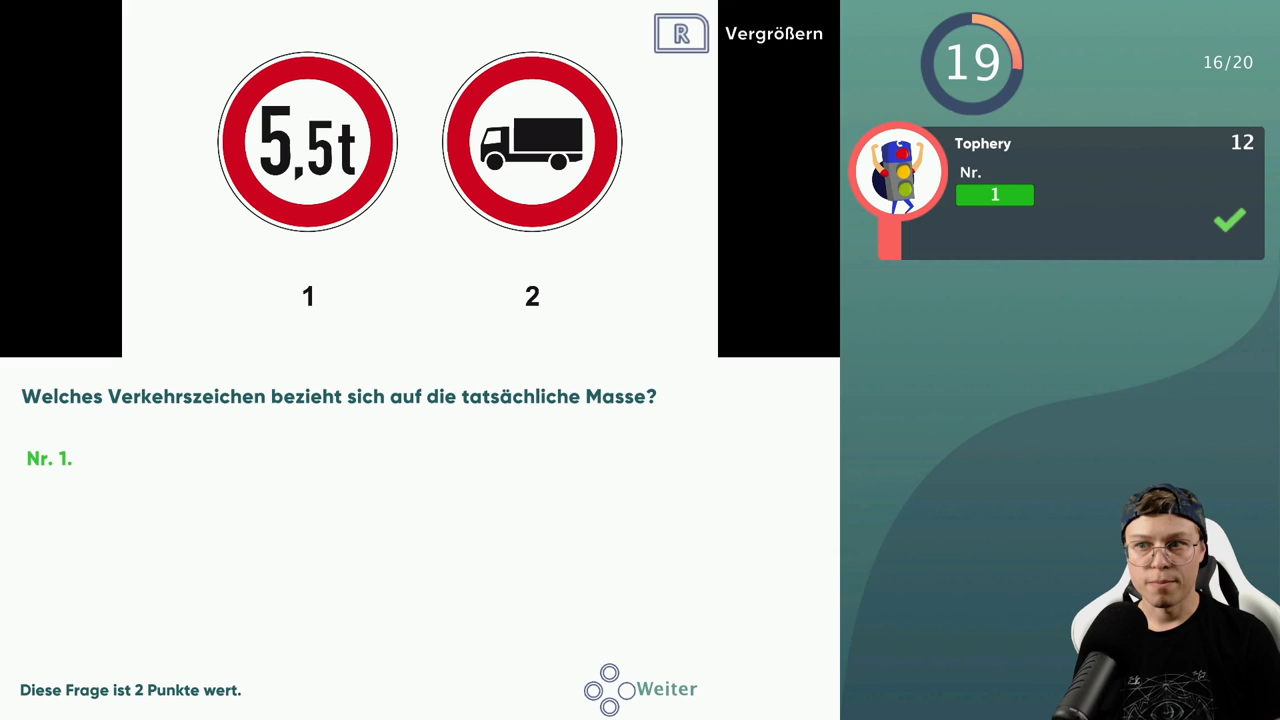 R Vergrößern
5,5t
1 2
Welches Verkehrszeichen bezieht sich auf die tatsächliche Masse?
Nr. 1.
Diese Frage ist 2 Punkte wert.
Weiter
19
16/20
Tophery 12
Nr.
1